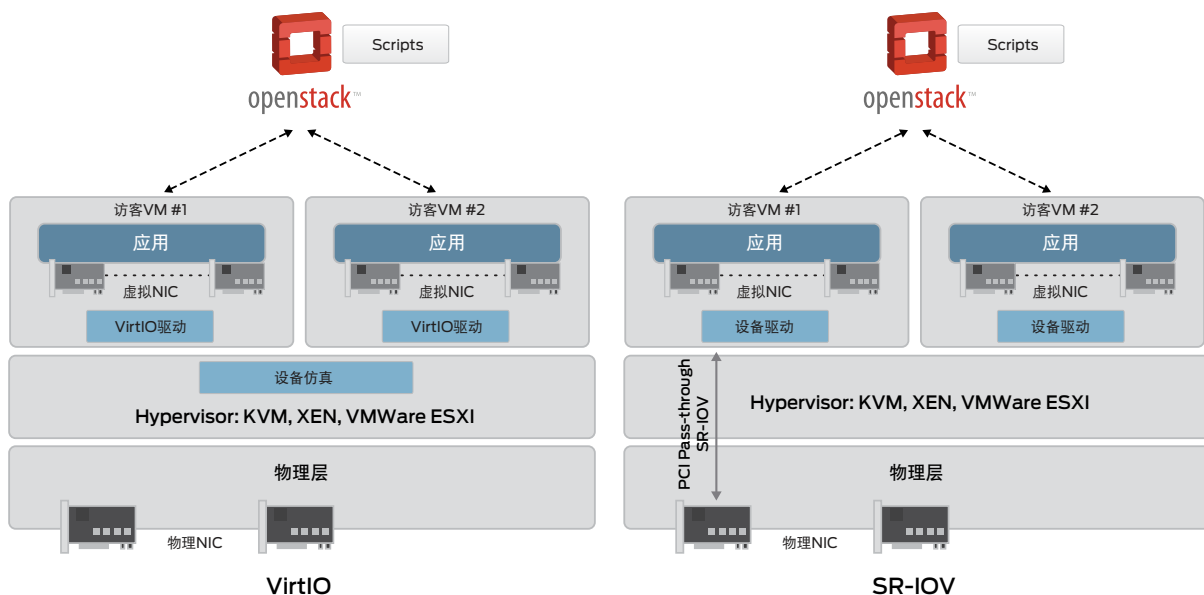 Scripts
openstack™
访客VM #1
应用
虚拟NIC
VirtIO驱动
访客VM #2
应用
虚拟NIC
VirtIO驱动
设备仿真
Hypervisor: KVM, XEN, VMWare ESXI
物理层
物理NIC
VirtIO
Scripts
openstack™
访客VM #1
应用
虚拟NIC
设备驱动
访客VM #2
应用
虚拟NIC
设备驱动
PCI Pass-through
SR-IOV
Hypervisor: KVM, XEN, VMWare ESXI
物理层
物理NIC
SR-IOV